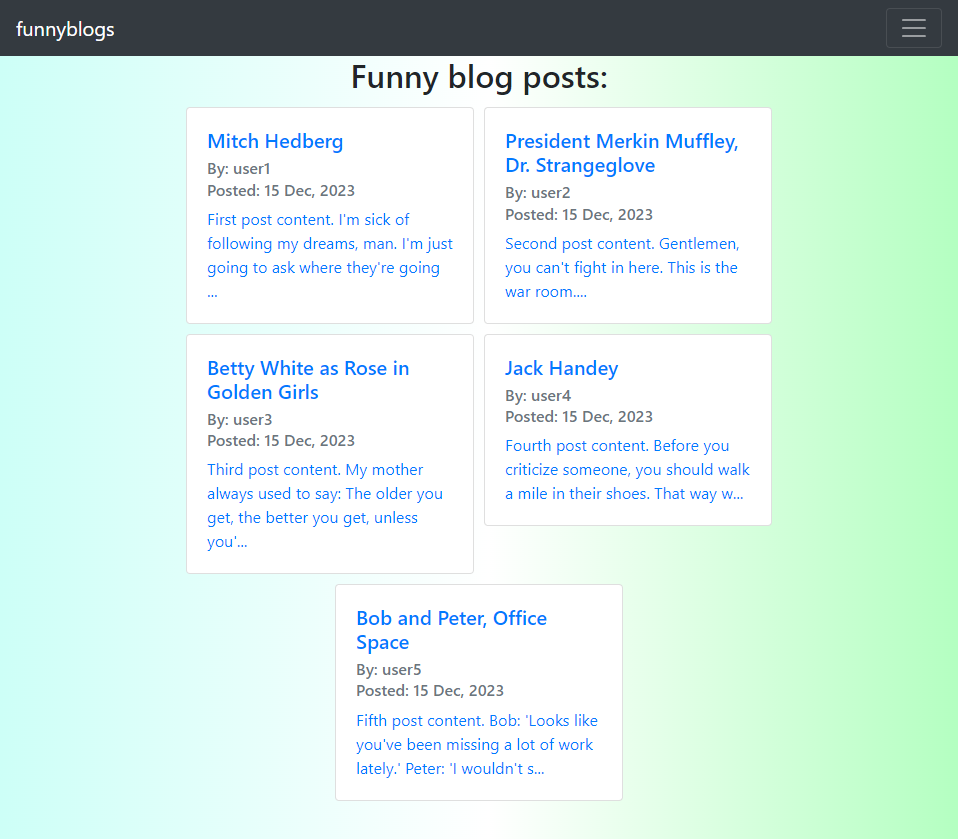 funnyblogs
Funny blog posts:
Mitch Hedberg
By: user1
Posted: 15 Dec, 2023
First post content. I'm sick of
following my dreams, man. I'm just
going to ask where they're going
...
President Merkin Muffley,
Dr. Strangeglove
By: user2
Posted: 15 Dec, 2023
Second post content. Gentlemen,
you can't fight in here. This is the
war room....
Betty White as Rose in
Golden Girls
By: user3
Posted: 15 Dec, 2023
Third post content. My mother
always used to say: The older you
get, the better you get, unless
you'...
Jack Handey
By: user4
Posted: 15 Dec, 2023
Fourth post content. Before you
criticize someone, you should walk
a mile in their shoes. That way w...
Bob and Peter, Office
Space
By: user5
Posted: 15 Dec, 2023
Fifth post content. Bob: 'Looks like
you've been missing a lot of work
lately.' Peter: 'I wouldn't s...